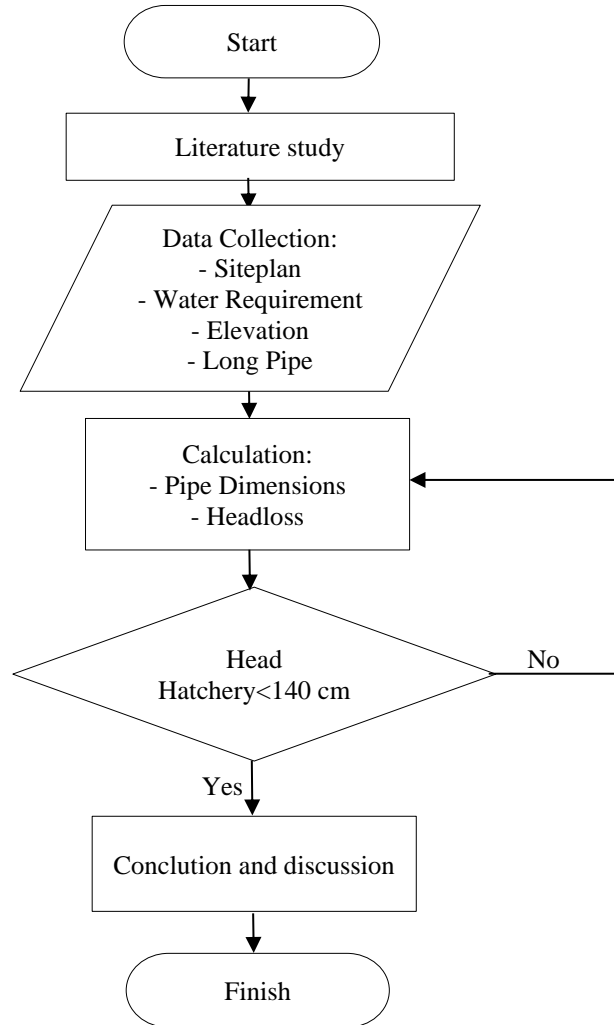 Start
Literature study
Data Collection:
- Siteplan
- Water Requirement
- Elevation
- Long Pipe
Calculation:
- Pipe Dimensions
- Headloss
Head
Hatchery<140 cm
No
Yes
Conclution and discussion
Finish